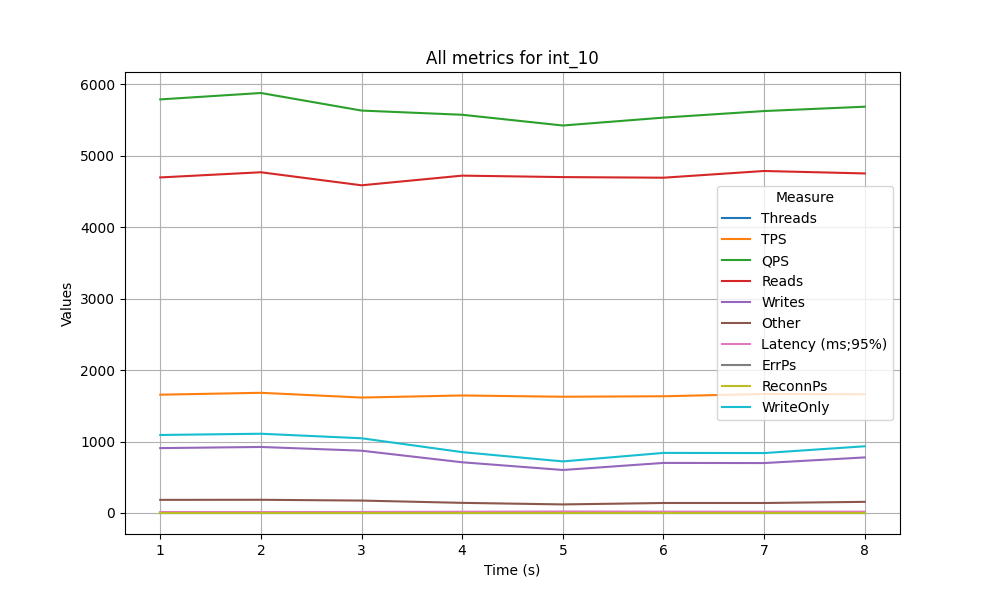 All metrics for int_10
6000
5000
4000
3000
2000
1000
0
Values
Measure
Threads
TPS
QPS
Reads
Writes
Other
Latency (ms;95%)
ErrPs
ReconnPs
WriteOnly
1 2 3 4 5 6 7 8
Time (s)